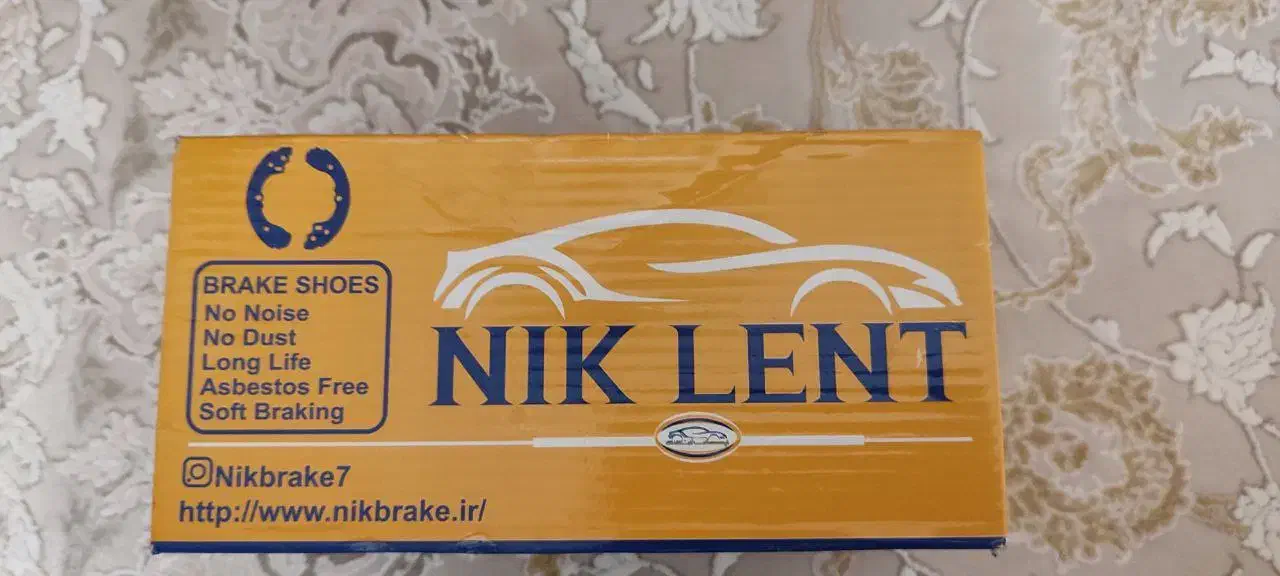 BRAKE SHOES
No Noise
No Dust
Long Life
Asbestos Free
Soft Braking
NIK LENT
Nikbrake7
http://www.nikbrake.ir/